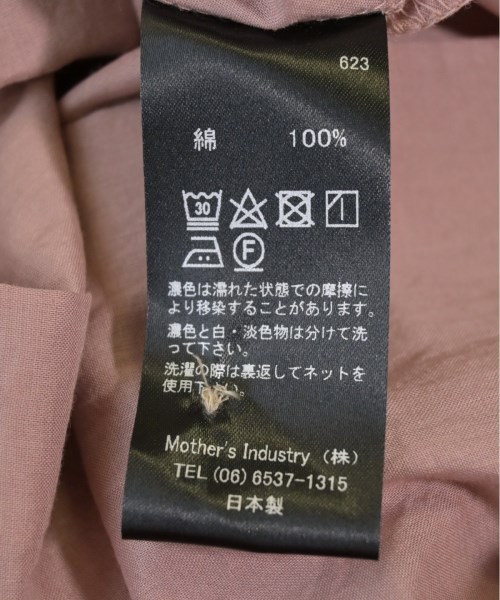 623
綿 100%
30
F
濃色は濡れた状態での摩擦に
より移染することがあります。
濃色と白・淡色物は分けて洗
って下さい。
洗濯の際は裏返してネットを
使用下さい。
Mother's Industry (株)
TEL (06) 6537-1315
日本製